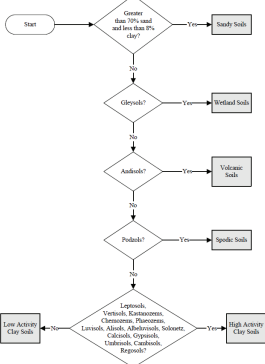 Start
Greater
than 70% sand
and less than 8%
clay?
Yes
Sandy Soils
No
Gleysols?
Yes
Wetland Soils
No
Andisols?
Yes
Volcanic
Soils
No
Podzols?
Yes
Spodic Soils
No
Leptosols,
Vertisols, Kastanozems,
Chernozems, Phaeozems,
Luvisols, Alisols, Albeluvisols, Solonetz,
Calcisols, Gypsisols,
Umbrisols, Cambisols,
Regosols?
No
Low Activity
Clay Soils
Yes
High Activity
Clay Soils